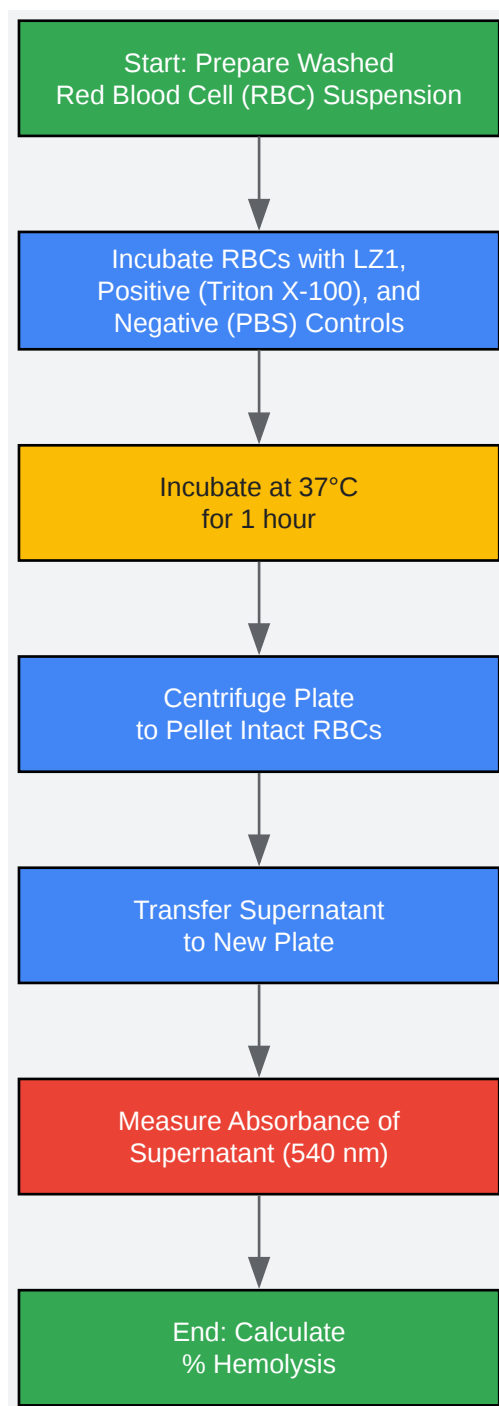 Start: Prepare Washed
Red Blood Cell (RBC) Suspension
Incubate RBCs with LZ1,
Positive (Triton X-100), and
Negative (PBS) Controls
Incubate at 37°C
for 1 hour
Centrifuge Plate
to Pellet Intact RBCs
Transfer Supernatant
to New Plate
Measure Absorbance of
Supernatant (540 nm)
End: Calculate
% Hemolysis